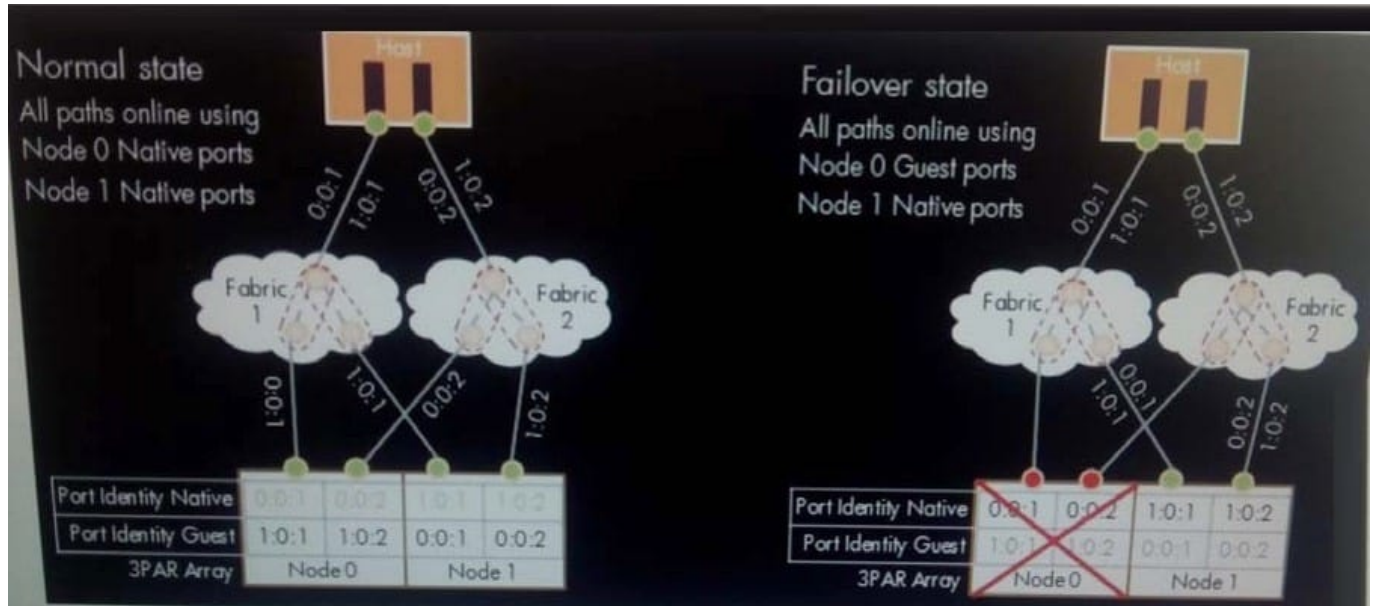 Normal state
All paths online using
Node 0 Native ports
Node 1 Native ports
Host
0:0:1
1:0:1
0:0:2
1:0:2
Fabric
1
Fabric
2
0:0:1
1:0:1
0:0:2
1:0:2
Port Identity Native 0:0:1 0:0:2 1:0:1 1:0:2
Port Identity Guest 1:0:1 1:0:2 0:0:1 0:0:2
3PAR Array Node 0 Node 1
Failover state
All paths online using
Node 0 Guest ports
Node 1 Native ports
Host
0:0:1
1:0:1
0:0:2
1:0:2
Fabric
1
Fabric
2
0:0:1
1:0:1
0:0:2
1:0:2
Port Identity Native 0:0:1 0:0:2 1:0:1 1:0:2
Port Identity Guest 1:0:1 1:0:2 0:0:1 0:0:2
3PAR Array Node 0 Node 1